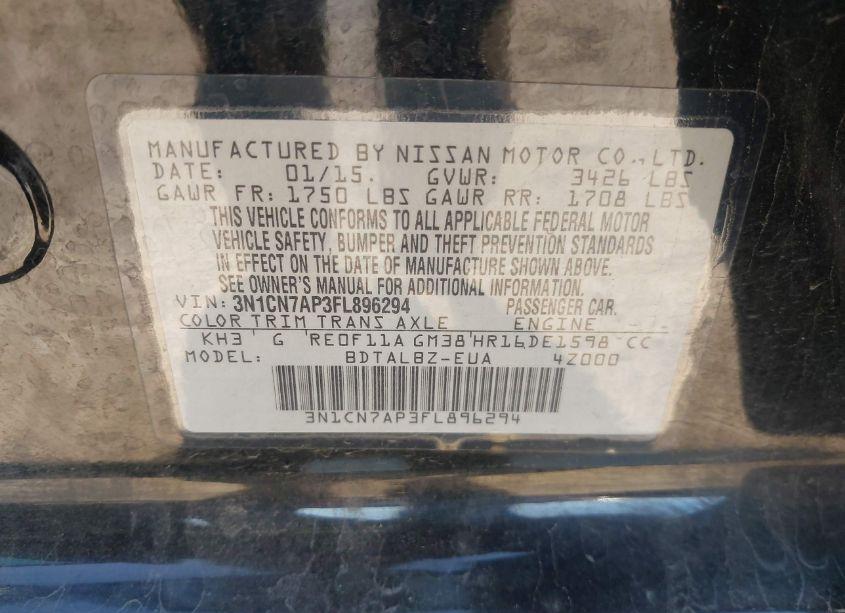 MANUFACTURED BY NISSAN MOTOR CO., LTD.
DATE: 01/15. GVWR: 3426 LBS
GAWR FR: 1750 LBS GAWR RR: 1708 LBS
THIS VEHICLE CONFORMS TO ALL APPLICABLE FEDERAL MOTOR
VEHICLE SAFETY, BUMPER AND THEFT PREVENTION STANDARDS
IN EFFECT ON THE DATE OF MANUFACTURE SHOWN ABOVE.
SEE OWNER'S MANUAL FOR ADDITIONAL INFORMATION.
VIN: 3N1CN7AP3FL896294 PASSENGER CAR.
COLOR TRIM TRANS AXLE ENGINE
KH3 G RE0F11A GM38 HR16DE1598 CC
MODEL: BDTALBZ-EUA 4Z000
3N1CN7AP3FL896294